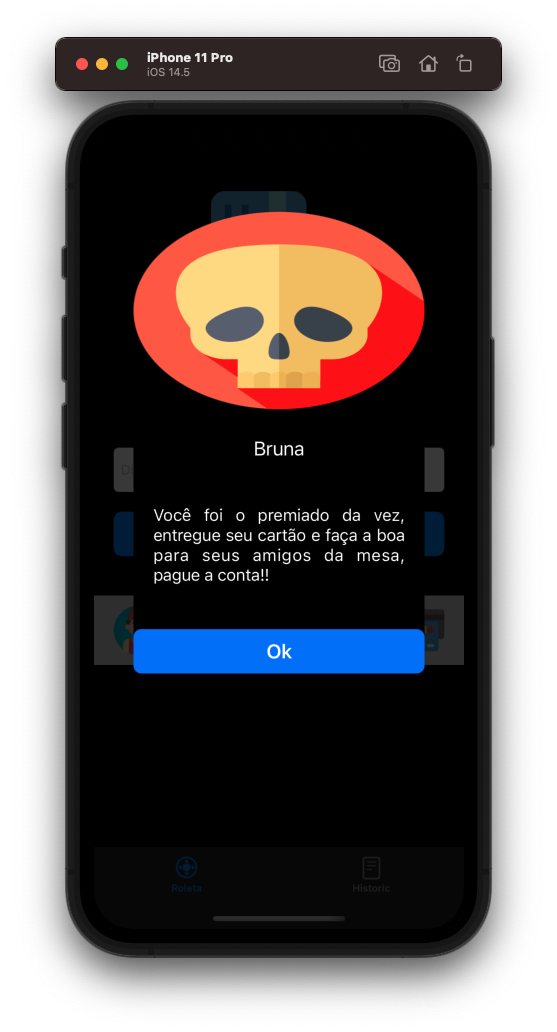 iPhone 11 Pro
iOS 14.5
Bruna
Você foi o premiado da vez,
entregue seu cartão e faça a boa
para seus amigos da mesa,
pague a conta!!
Ok
Roleta
Historic